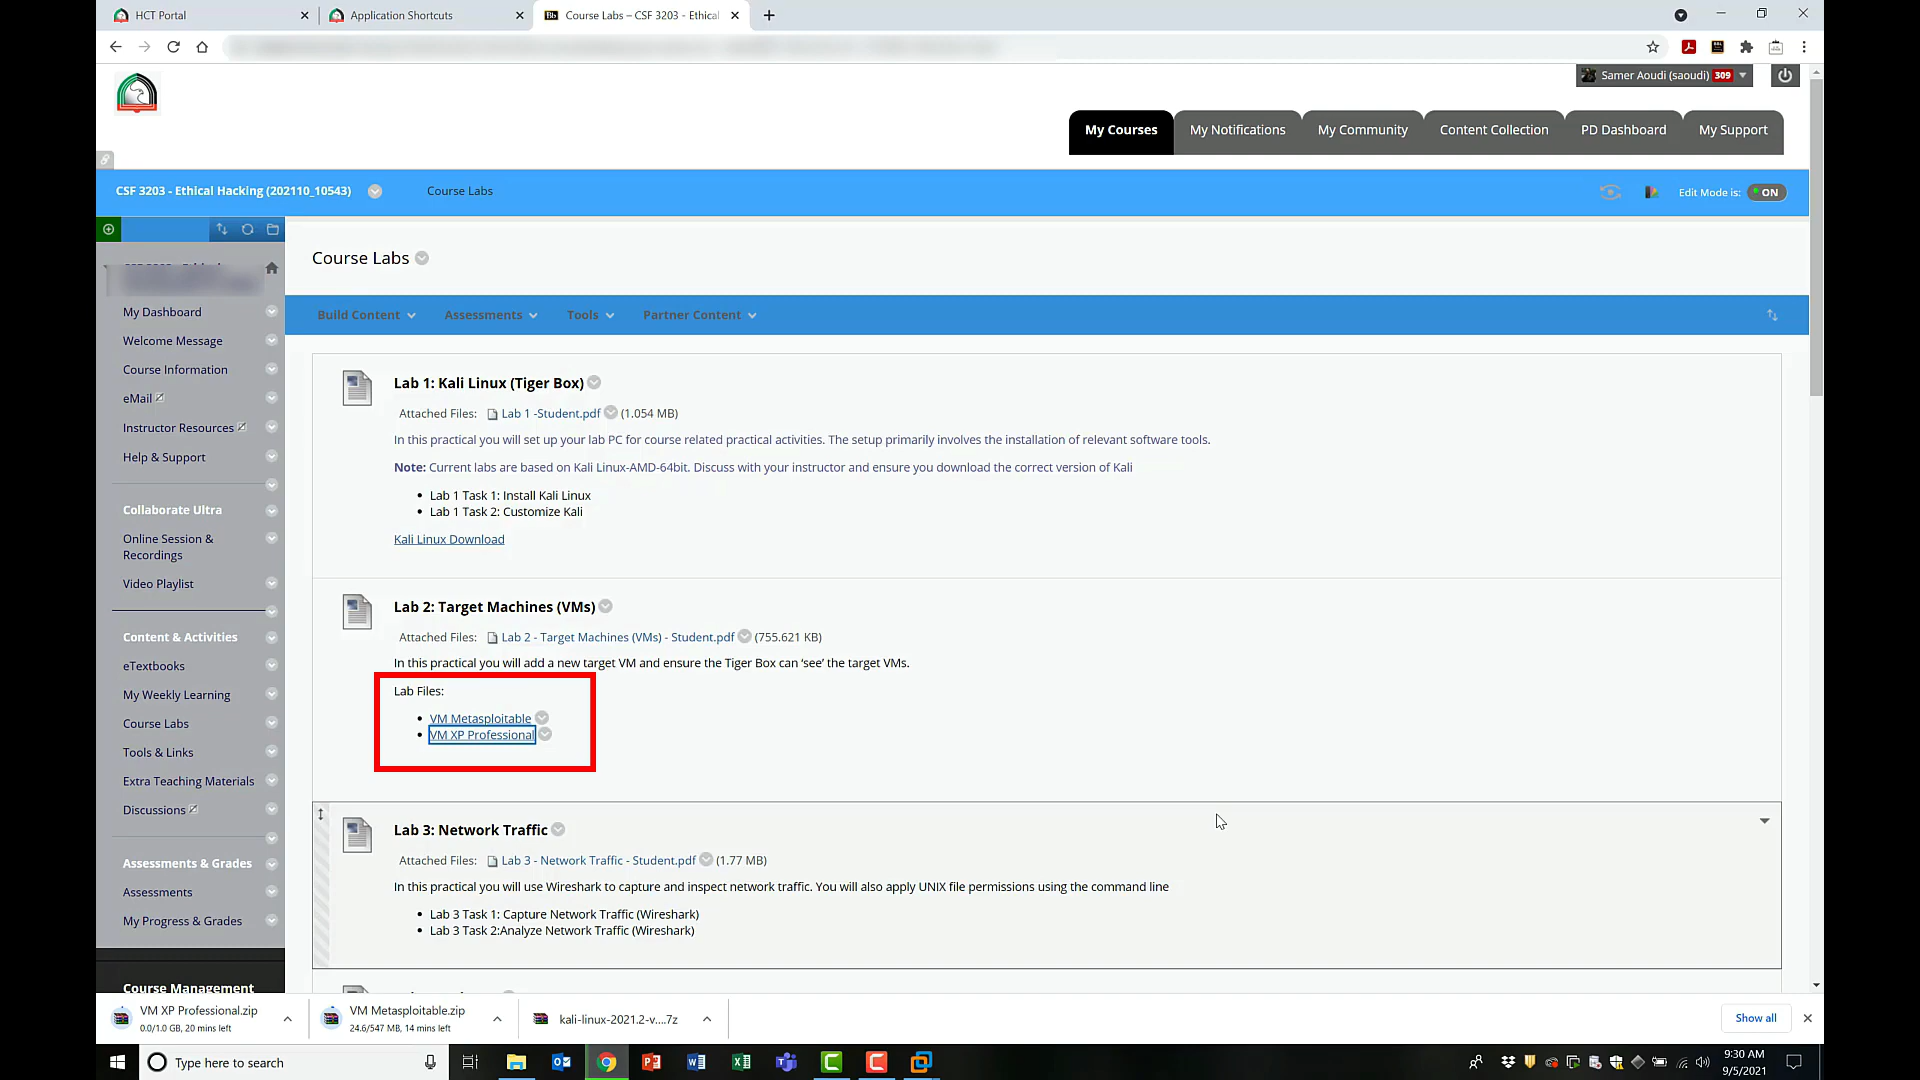 HCT Portal
Application Shortcuts
Course Labs – CSF 3203 - Ethical
Samer Aoudi (saoudi) 309
My Courses
My Notifications
My Community
Content Collection
PD Dashboard
My Support
CSF 3203 - Ethical Hacking (202110_10543)
Course Labs
Edit Mode is: ON
Course Labs
Build Content
Assessments
Tools
Partner Content
My Dashboard
Welcome Message
Course Information
eMail
Instructor Resources
Help & Support
Collaborate Ultra
Online Session &
Recordings
Video Playlist
Content & Activities
eTextbooks
My Weekly Learning
Course Labs
Tools & Links
Extra Teaching Materials
Discussions
Assessments & Grades
Assessments
My Progress & Grades
Course Management
Lab 1: Kali Linux (Tiger Box)
Attached Files: Lab 1 -Student.pdf (1.054 MB)
In this practical you will set up your lab PC for course related practical activities. The setup primarily involves the installation of relevant software tools.
Note: Current labs are based on Kali Linux-AMD-64bit. Discuss with your instructor and ensure you download the correct version of Kali
• Lab 1 Task 1: Install Kali Linux
• Lab 1 Task 2: Customize Kali
Kali Linux Download
Lab 2: Target Machines (VMs)
Attached Files: Lab 2 - Target Machines (VMs) - Student.pdf (755.621 KB)
In this practical you will add a new target VM and ensure the Tiger Box can ‘see’ the target VMs.
Lab Files:
• VM Metasploitable
• VM XP Professional
Lab 3: Network Traffic
Attached Files: Lab 3 - Network Traffic - Student.pdf (1.77 MB)
In this practical you will use Wireshark to capture and inspect network traffic. You will also apply UNIX file permissions using the command line
• Lab 3 Task 1: Capture Network Traffic (Wireshark)
• Lab 3 Task 2:Analyze Network Traffic (Wireshark)
VM XP Professional.zip
0.0/1.0 GB, 20 mins left
VM Metasploitable.zip
24.6/547 MB, 14 mins left
kali-linux-2021.2-v....7z
Show all
Type here to search
9:30 AM
9/5/2021